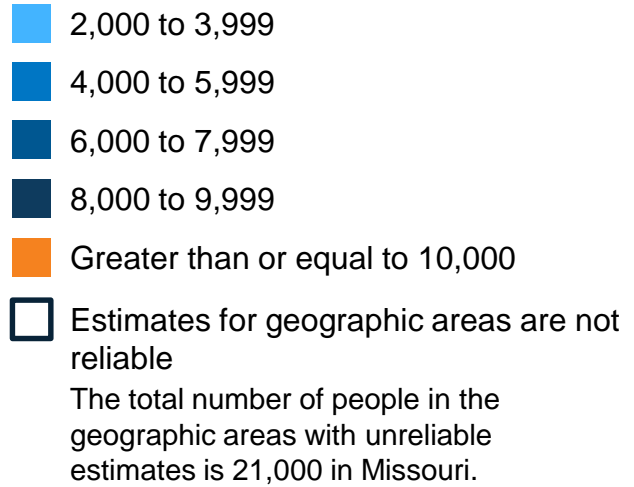 2,000 to 3,999
4,000 to 5,999
6,000 to 7,999
8,000 to 9,999
Greater than or equal to 10,000
Estimates for geographic areas are not
reliable
The total number of people in the
geographic areas with unreliable
estimates is 21,000 in Missouri.